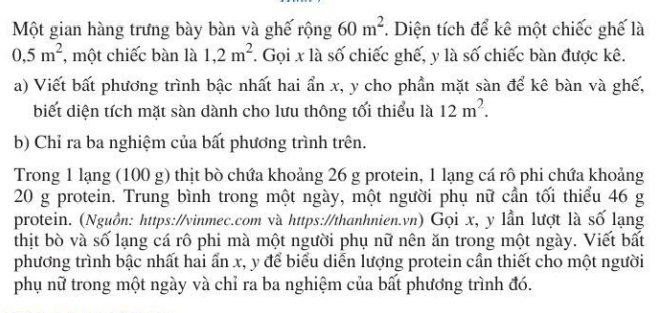 Một gian hàng trưng bày bàn và ghế rộng 60 m². Diện tích để kê một chiếc ghế là
0,5 m², một chiếc bàn là 1,2 m². Gọi x là số chiếc ghế, y là số chiếc bàn được kê.
a) Viết bất phương trình bậc nhất hai ẩn x, y cho phần mặt sàn để kê bàn và ghế,
biết diện tích mặt sàn dành cho lưu thông tối thiểu là 12 m².
b) Chỉ ra ba nghiệm của bất phương trình trên.
Trong 1 lạng (100 g) thịt bò chứa khoảng 26 g protein, 1 lạng cá rô phi chứa khoảng
20 g protein. Trung bình trong một ngày, một người phụ nữ cần tối thiểu 46 g
protein. (Nguồn: https://vinmec.com và https://thanhnien.vn) Gọi x, y lần lượt là số lạng
thịt bò và số lạng cá rô phi mà một người phụ nữ nên ăn trong một ngày. Viết bất
phương trình bậc nhất hai ẩn x, y để biểu diễn lượng protein cần thiết cho một người
phụ nữ trong một ngày và chỉ ra ba nghiệm của bất phương trình đó.